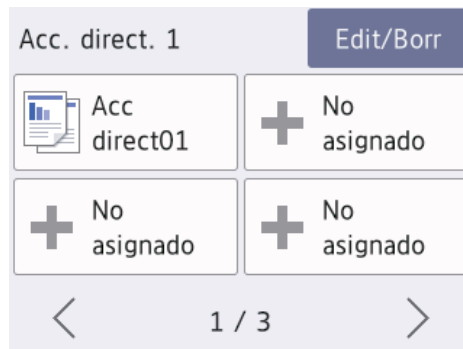 Acc. direct. 1
Edit/Borr
Acc
direct01
No
asignado
No
asignado
No
asignado
1 / 3